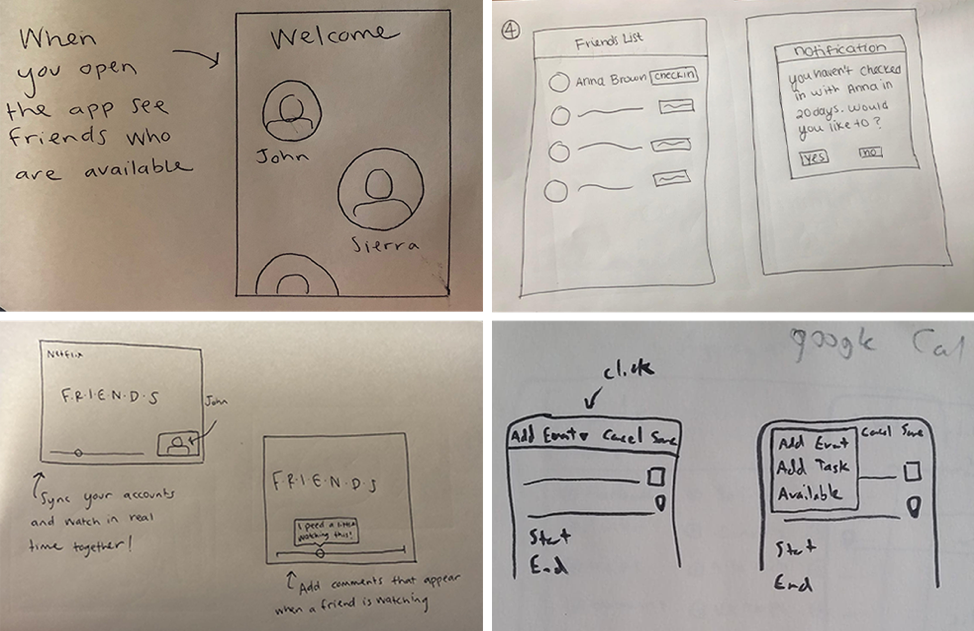 When
you open
the app see
friends who
are available
Welcome
John
Sierra
④
Friends List
Anna Brown checkin
notification
you haven't checked
in with Anna in
20 days. Would
you like to?
yes no
Netflix
F.R.I.E.N.D.S
John
Sync your accounts
and watch in real
time together!
F.R.I.E.N.D.S
I peed a little
watching this!
Add comments that appear
when a friend is watching
google Cal
click
Add Event Cancel Save
Start
End
Add Event Cancel Save
Add Task
Available
Start
End